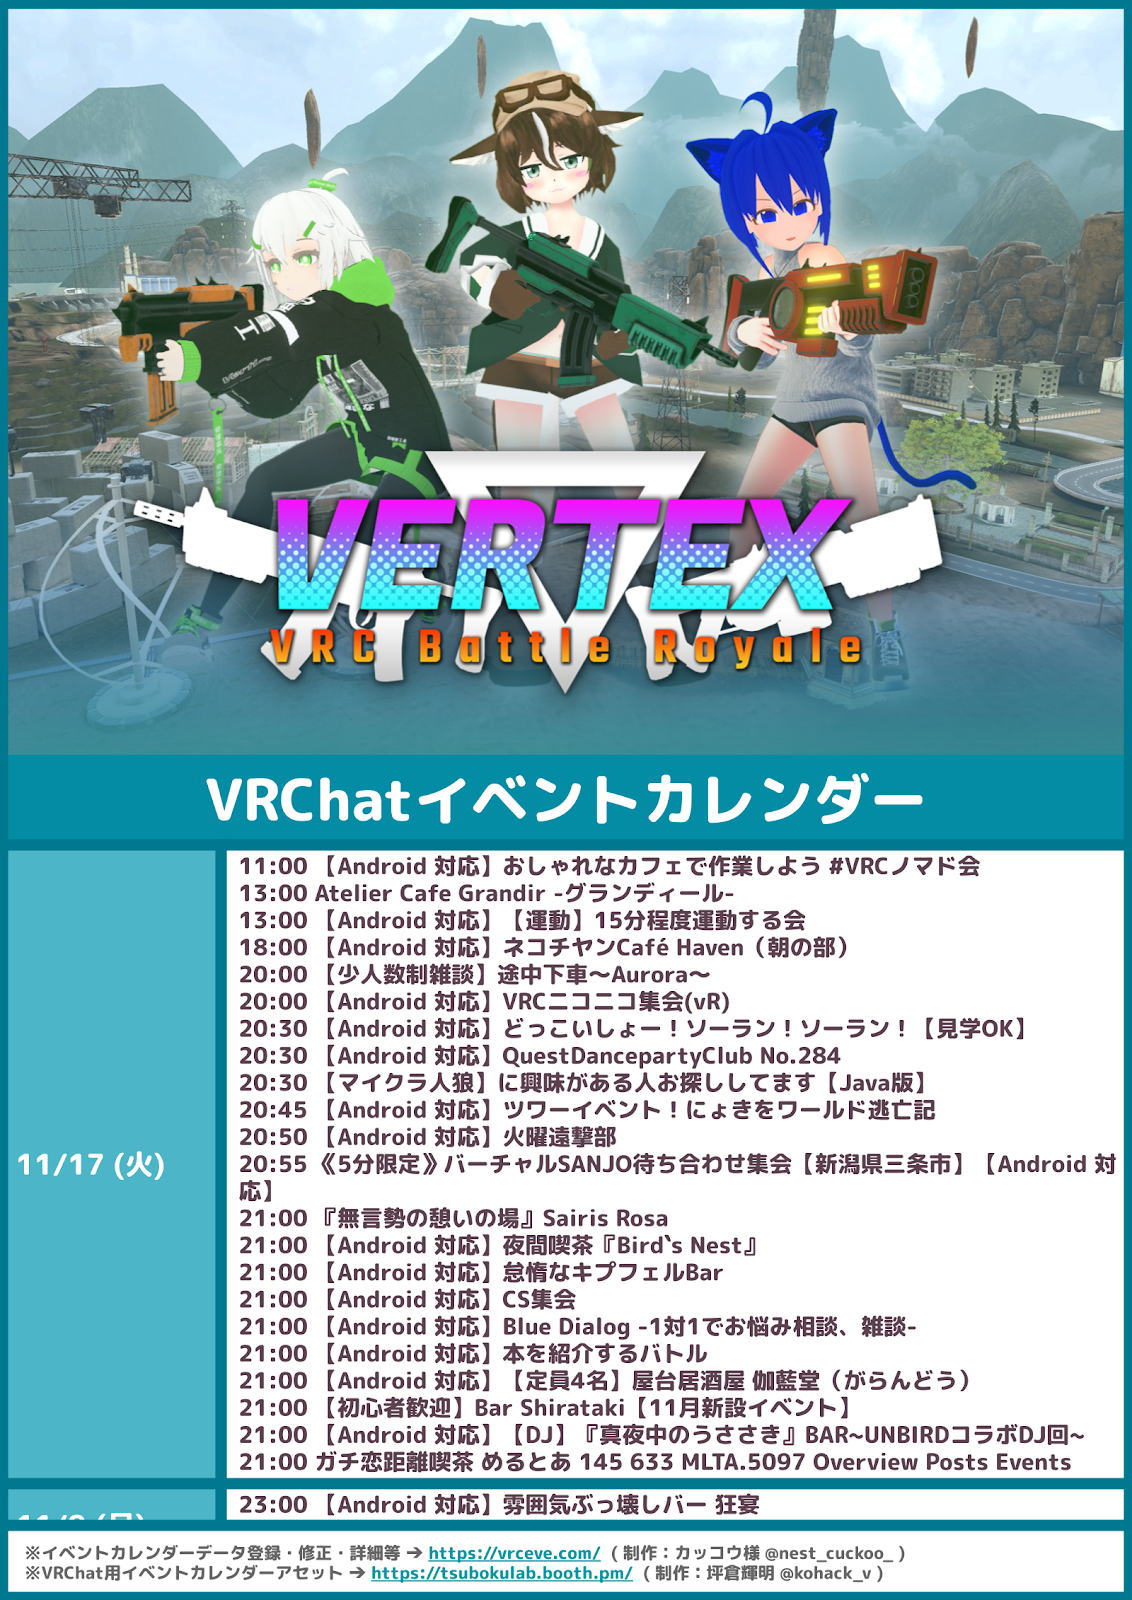 VERTEX
VRC Battle Royale
VRChatイベントカレンダー
11/17 (火)
11:00 【Android 対応】おしゃれなカフェで作業しよう #VRCノマド会
13:00 Atelier Cafe Grandir -グランディール-
13:00 【Android 対応】【運動】15分程度運動する会
18:00 【Android 対応】ネコチヤンCafé Haven（朝の部）
20:00 【少人数制雑談】途中下車〜Aurora〜
20:00 【Android 対応】VRCニコニコ集会(vR)
20:30 【Android 対応】どっこいしょー！ソーラン！ソーラン！【見学OK】
20:30 【Android 対応】QuestDancepartyClub No.284
20:30 【マイクラ人狼】に興味がある人お探ししてます【Java版】
20:45 【Android 対応】ツワーイベント！にょきをワールド逃亡記
20:50 【Android 対応】火曜遠撃部
20:55 《5分限定》バーチャルSANJO待ち合わせ集会【新潟県三条市】【Android 対
応】
21:00 『無言勢の憩いの場』Sairis Rosa
21:00 【Android 対応】夜間喫茶『Bird`s Nest』
21:00 【Android 対応】怠惰なキプフェルBar
21:00 【Android 対応】CS集会
21:00 【Android 対応】Blue Dialog -1対1でお悩み相談、雑談-
21:00 【Android 対応】本を紹介するバトル
21:00 【Android 対応】【定員4名】屋台居酒屋 伽藍堂（がらんどう）
21:00 【初心者歓迎】Bar Shirataki【11月新設イベント】
21:00 【Android 対応】【DJ】『真夜中のうささき』BAR~UNBIRDコラボDJ回~
21:00 ガチ恋距離喫茶 めるとあ 145 633 MLTA.5097 Overview Posts Events
23:00 【Android 対応】雰囲気ぶっ壊しバー 狂宴
※イベントカレンダーデータ登録・修正・詳細等 → https://vrceve.com/ ( 制作：カッコウ様 @nest_cuckoo_ )
※VRChat用イベントカレンダーアセット → https://tsubokulab.booth.pm/ ( 制作：坪倉輝明 @kohack_v )